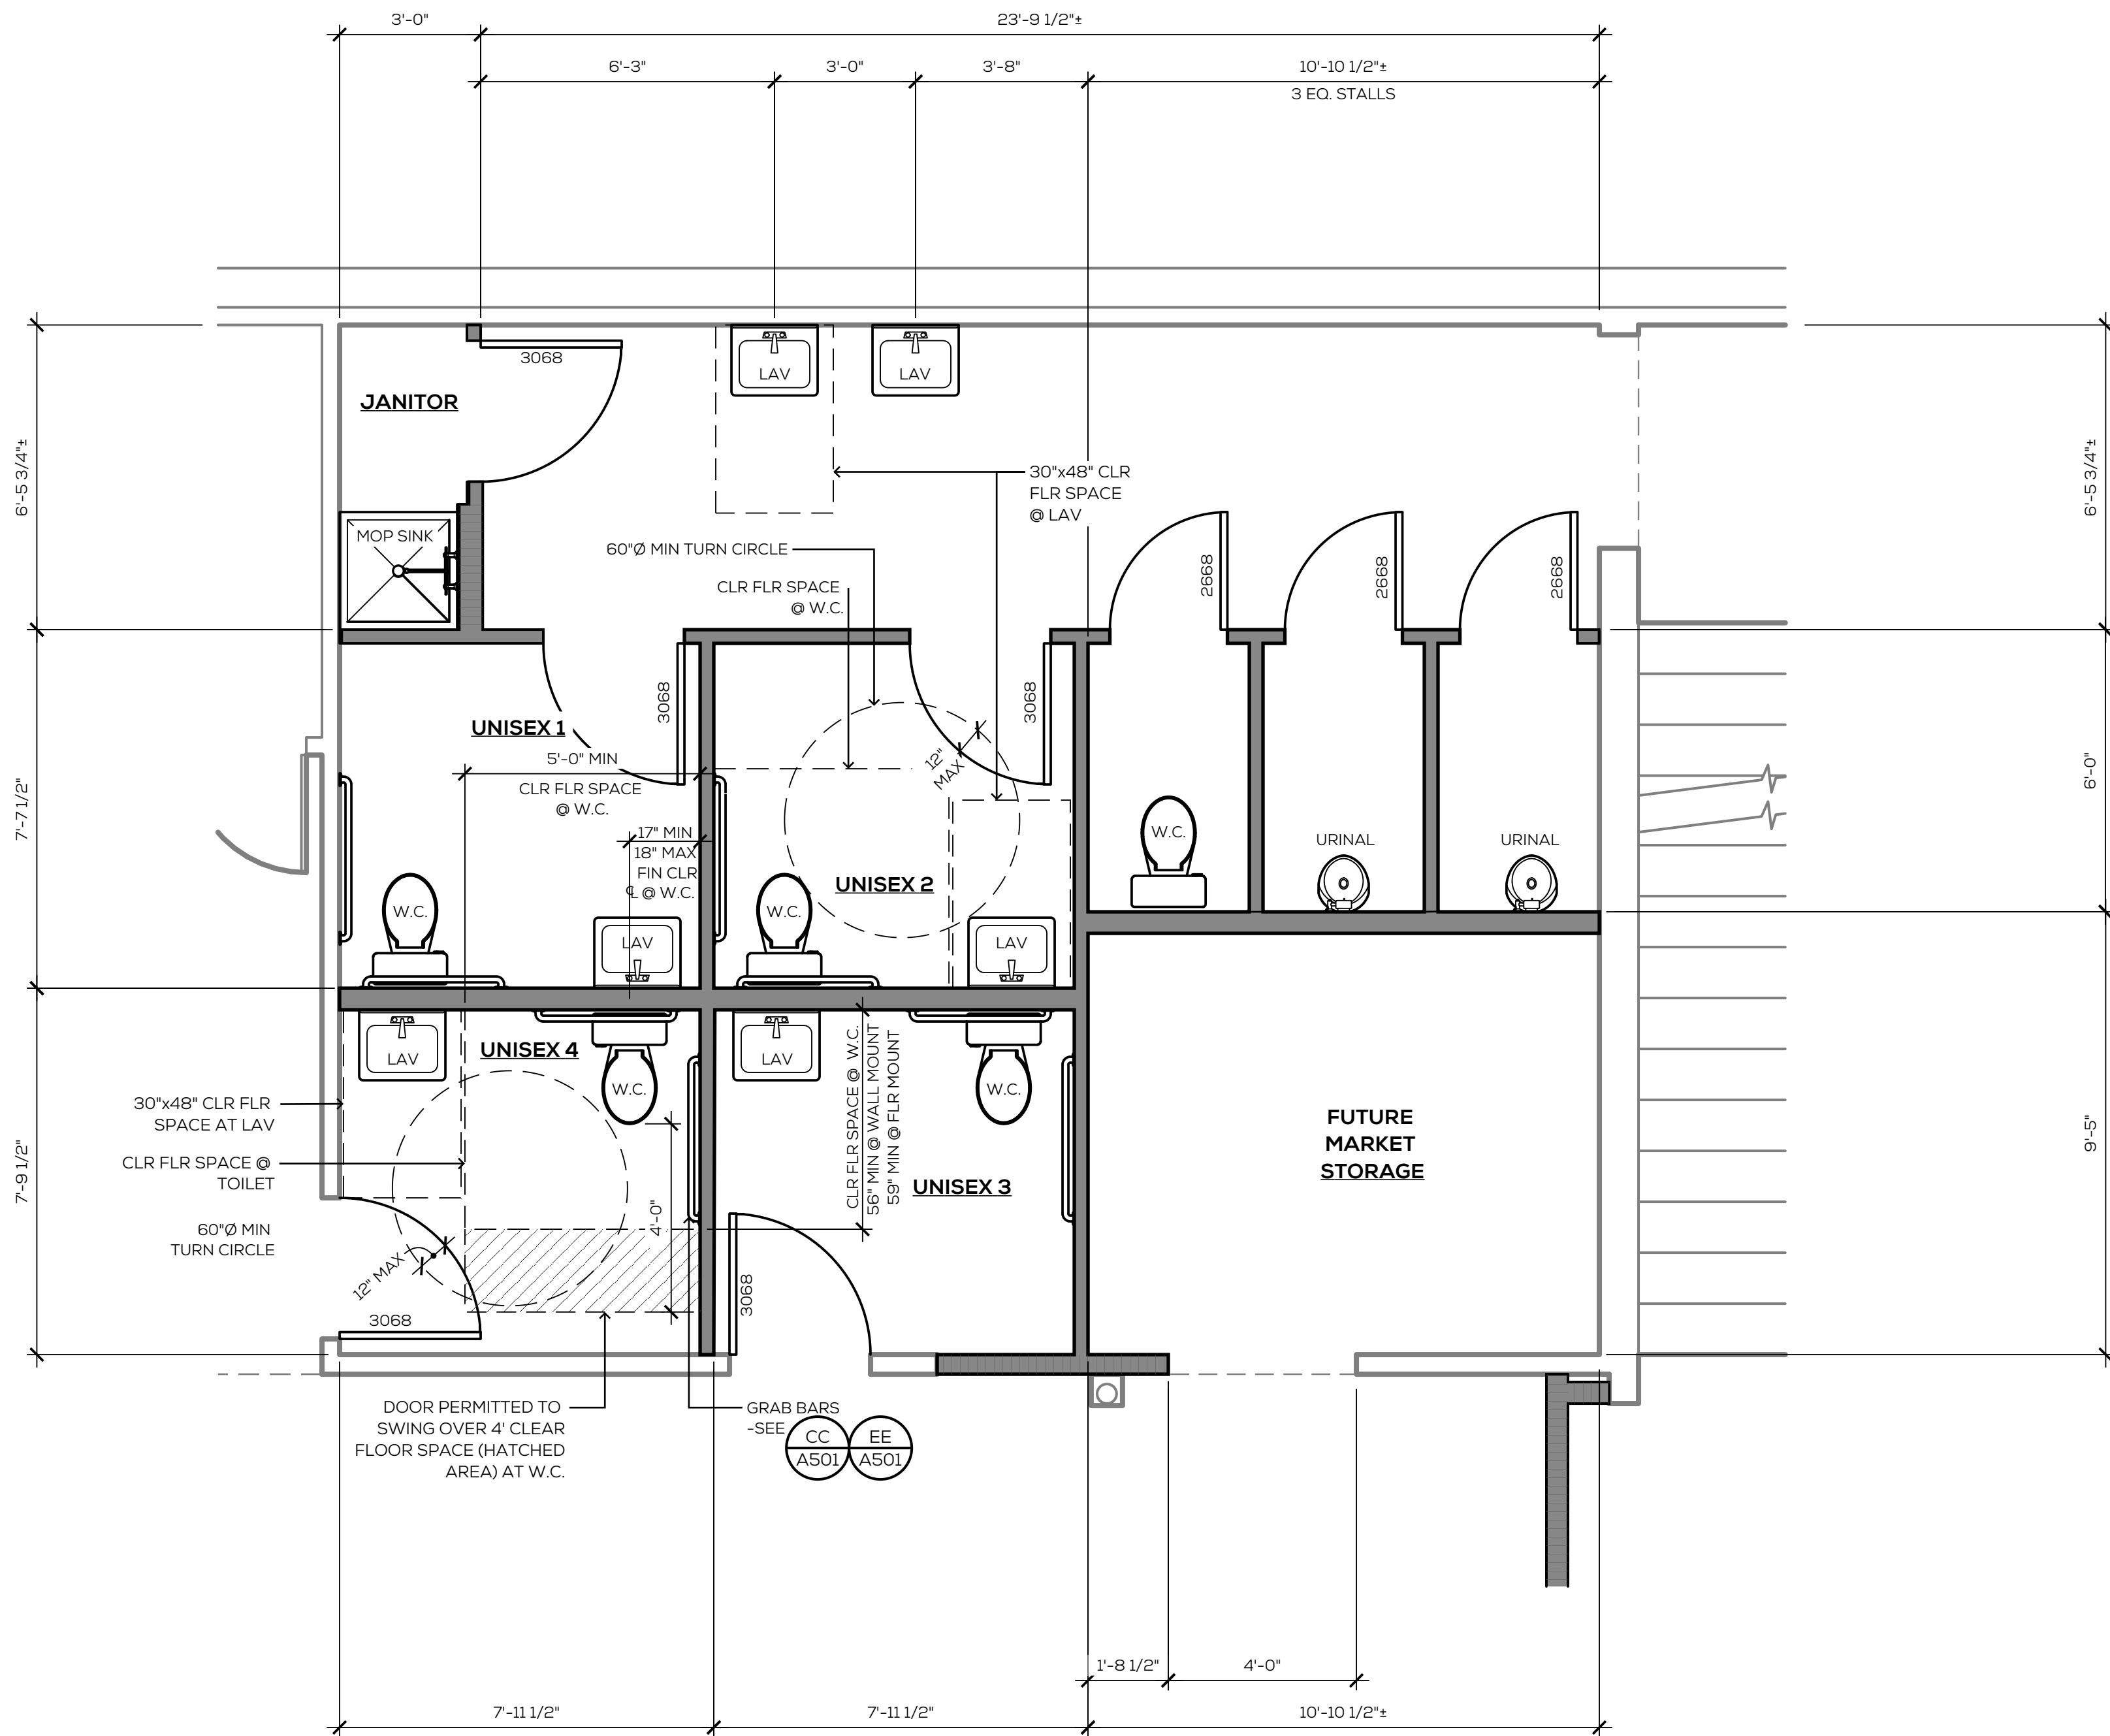 3'-0"
23'-9 1/2"±
6'-3"
3'-0"
3'-8"
10'-10 1/2"±
3 EQ. STALLS
3068
LAV
LAV
JANITOR
6'-5 3/4"±
6'-5 3/4"±
30"x48" CLR
FLR SPACE
@ LAV
MOP SINK
60"Ø MIN TURN CIRCLE
CLR FLR SPACE
@ W.C.
2668
2668
2668
3068
3068
UNISEX 1
5'-0" MIN
CLR FLR SPACE
@ W.C.
12"
MAX
7'-7 1/2"
6'-0"
17" MIN
18" MAX
FIN CLR
℄ @ W.C.
W.C.
URINAL
URINAL
UNISEX 2
W.C.
W.C.
LAV
LAV
LAV
UNISEX 4
W.C.
LAV
W.C.
CLR FLR SPACE @ W.C.
56" MIN @ WALL MOUNT
59" MIN @ FLR MOUNT
30"x48" CLR FLR
SPACE AT LAV
CLR FLR SPACE @
TOILET
7'-9 1/2"
FUTURE
MARKET
STORAGE
9'-5"
UNISEX 3
4'-0"
60"Ø MIN
TURN CIRCLE
12" MAX
3068
3068
DOOR PERMITTED TO
SWING OVER 4' CLEAR
FLOOR SPACE (HATCHED
AREA) AT W.C.
GRAB BARS
-SEE
CC
A501
EE
A501
1'-8 1/2"
4'-0"
7'-11 1/2"
7'-11 1/2"
10'-10 1/2"±